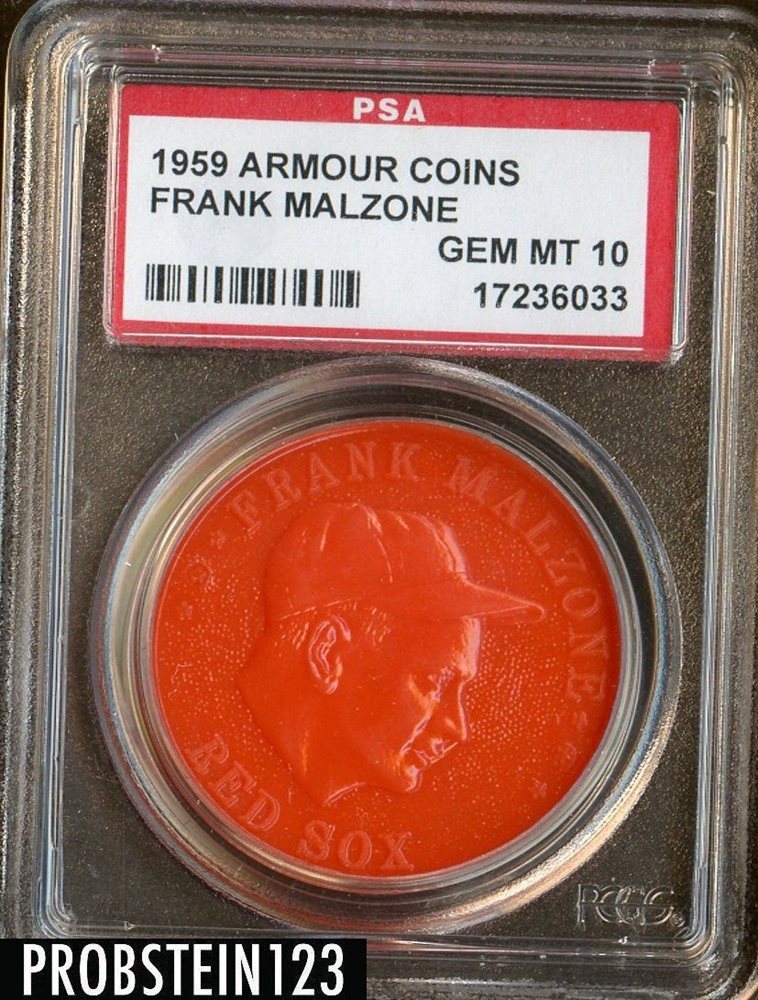 PSA
1959 ARMOUR COINS
FRANK MALZONE
GEM MT 10
17236033
FRANK MALZONE
RED SOX
PCGS
PROBSTEIN123